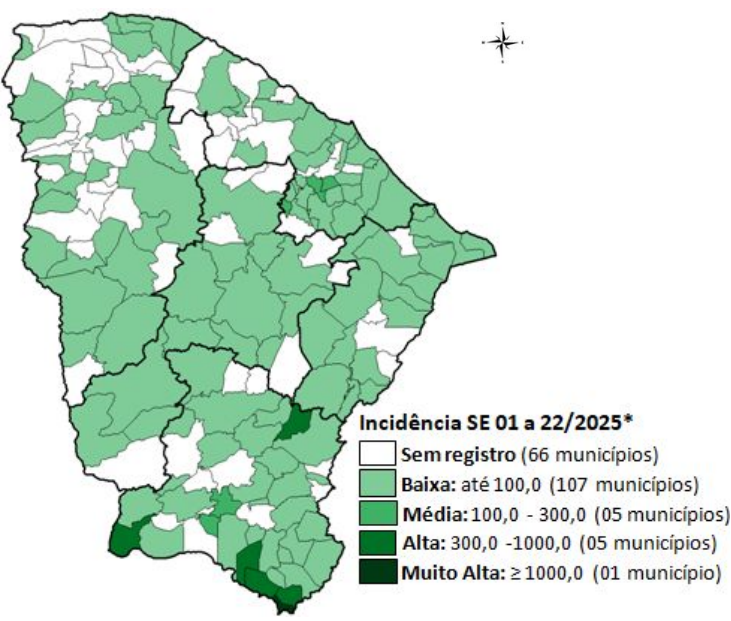 Incidência SE 01 a 22/2025*
Sem registro (66 municípios)
Baixa: até 100,0 (107 municípios)
Média: 100,0 - 300,0 (05 municípios)
Alta: 300,0 -1000,0 (05 municípios)
Muito Alta: ≥ 1000,0 (01 município)